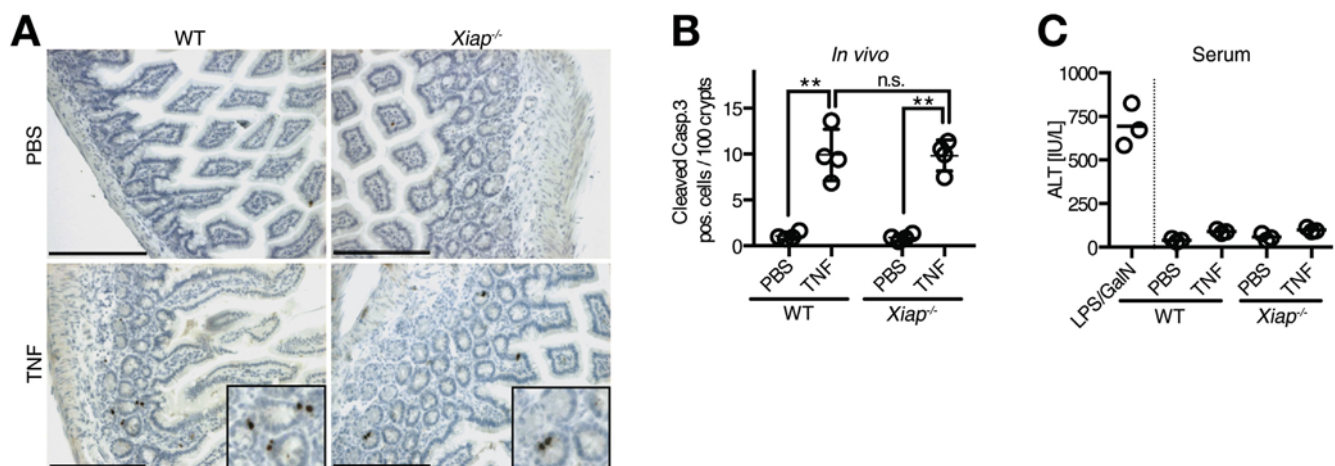 A
WT
Xiap-/-
PBS
TNF
B
In vivo
Cleaved Casp.3
pos. cells / 100 crypts
15
10
5
0
**
n.s.
**
PBS
TNF
PBS
TNF
WT
Xiap-/-
C
Serum
ALT [IU/L]
1000
750
500
250
0
LPS/GalN
PBS
TNF
PBS
TNF
WT
Xiap-/-